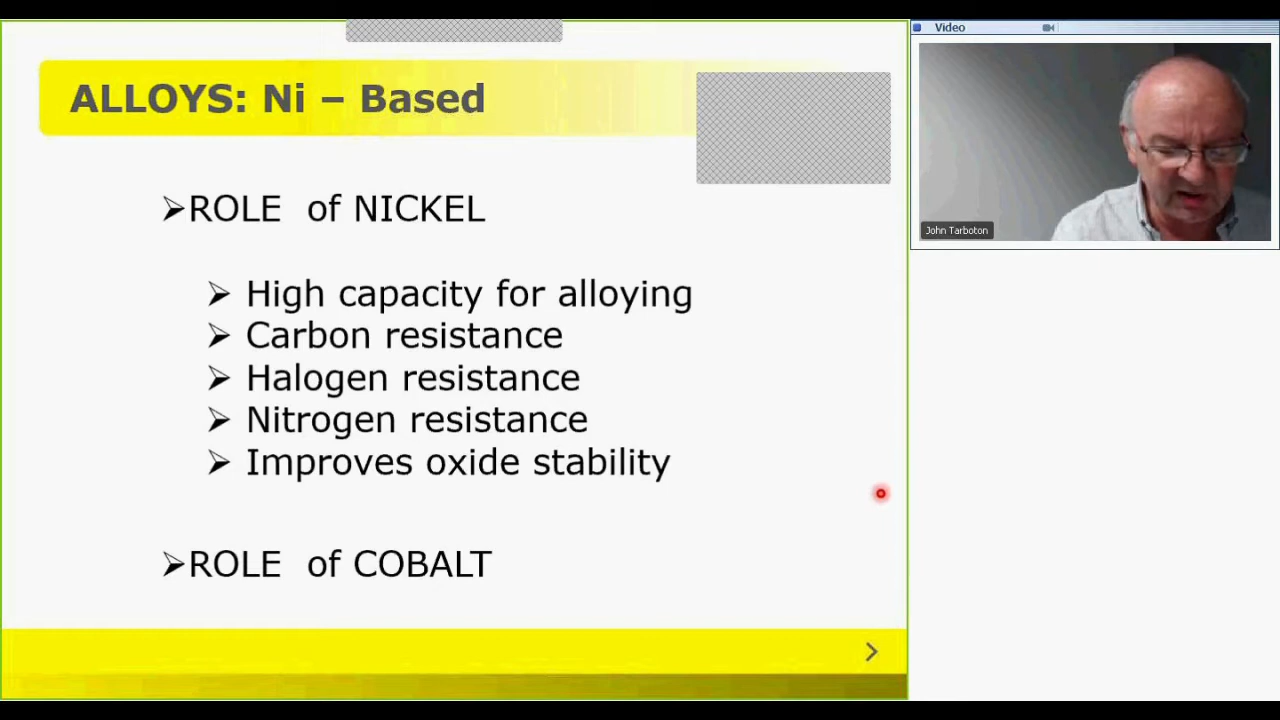 ALLOYS: Ni – Based
➢ROLE  of NICKEL
➢ High capacity for alloying
➢ Carbon resistance
➢ Halogen resistance
➢ Nitrogen resistance
➢ Improves oxide stability
➢ROLE  of COBALT
Video
John Tarboton